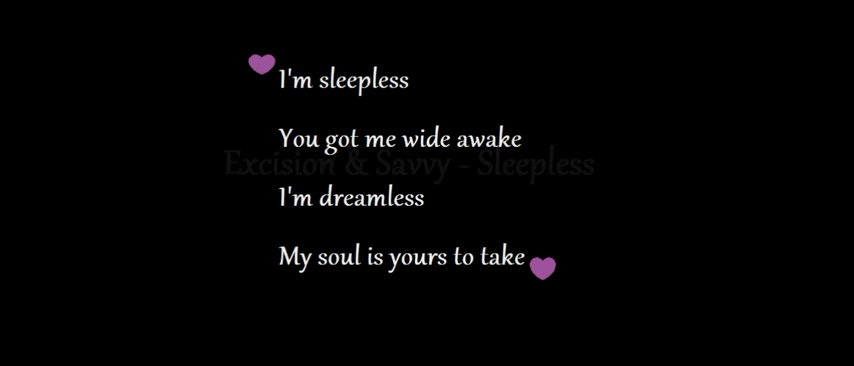 I'm sleepless
You got me wide awake
Excision & Savvy - Sleepless
I'm dreamless
My soul is yours to take